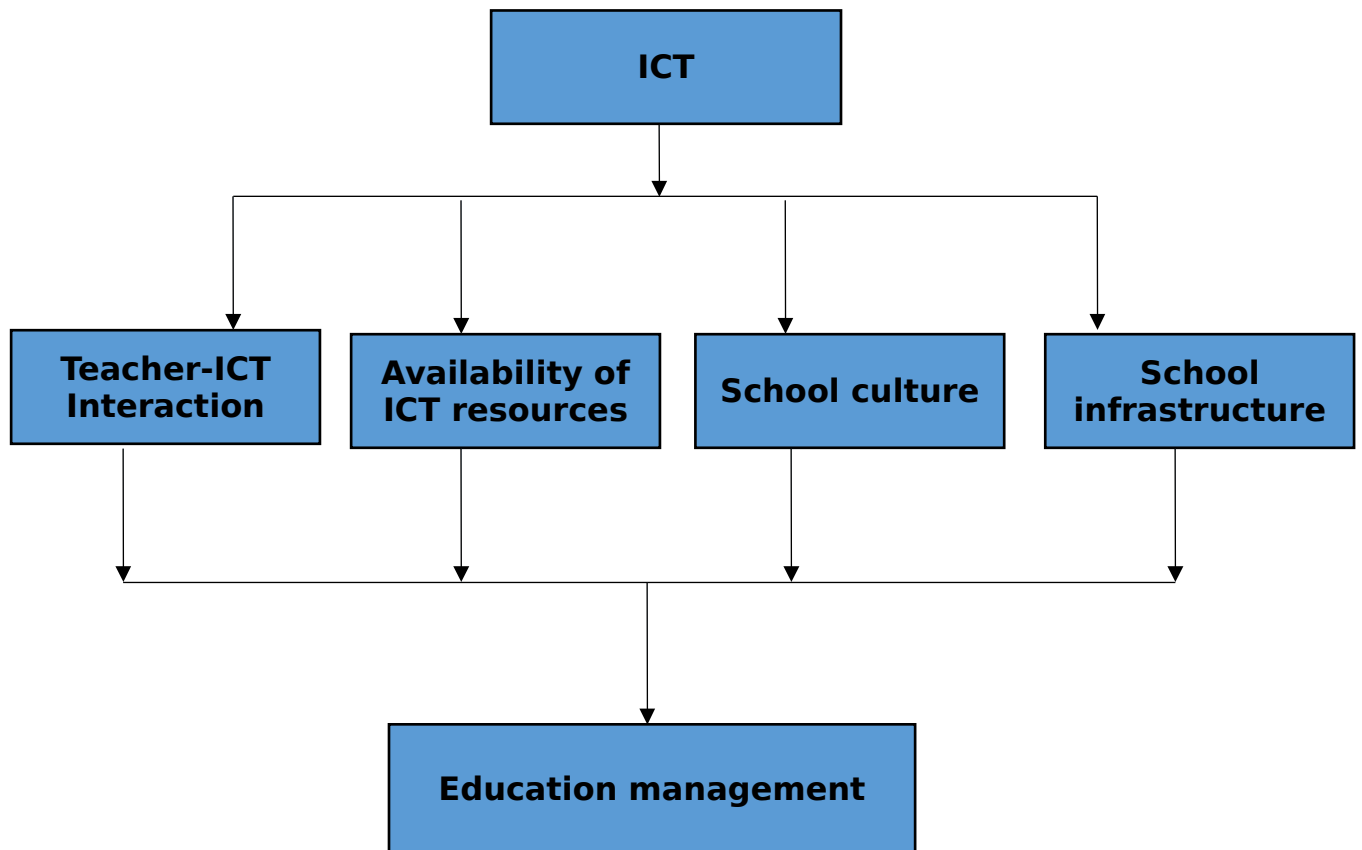 ICT
Teacher-ICT
Interaction
Availability of
ICT resources
School culture
School
infrastructure
Education management